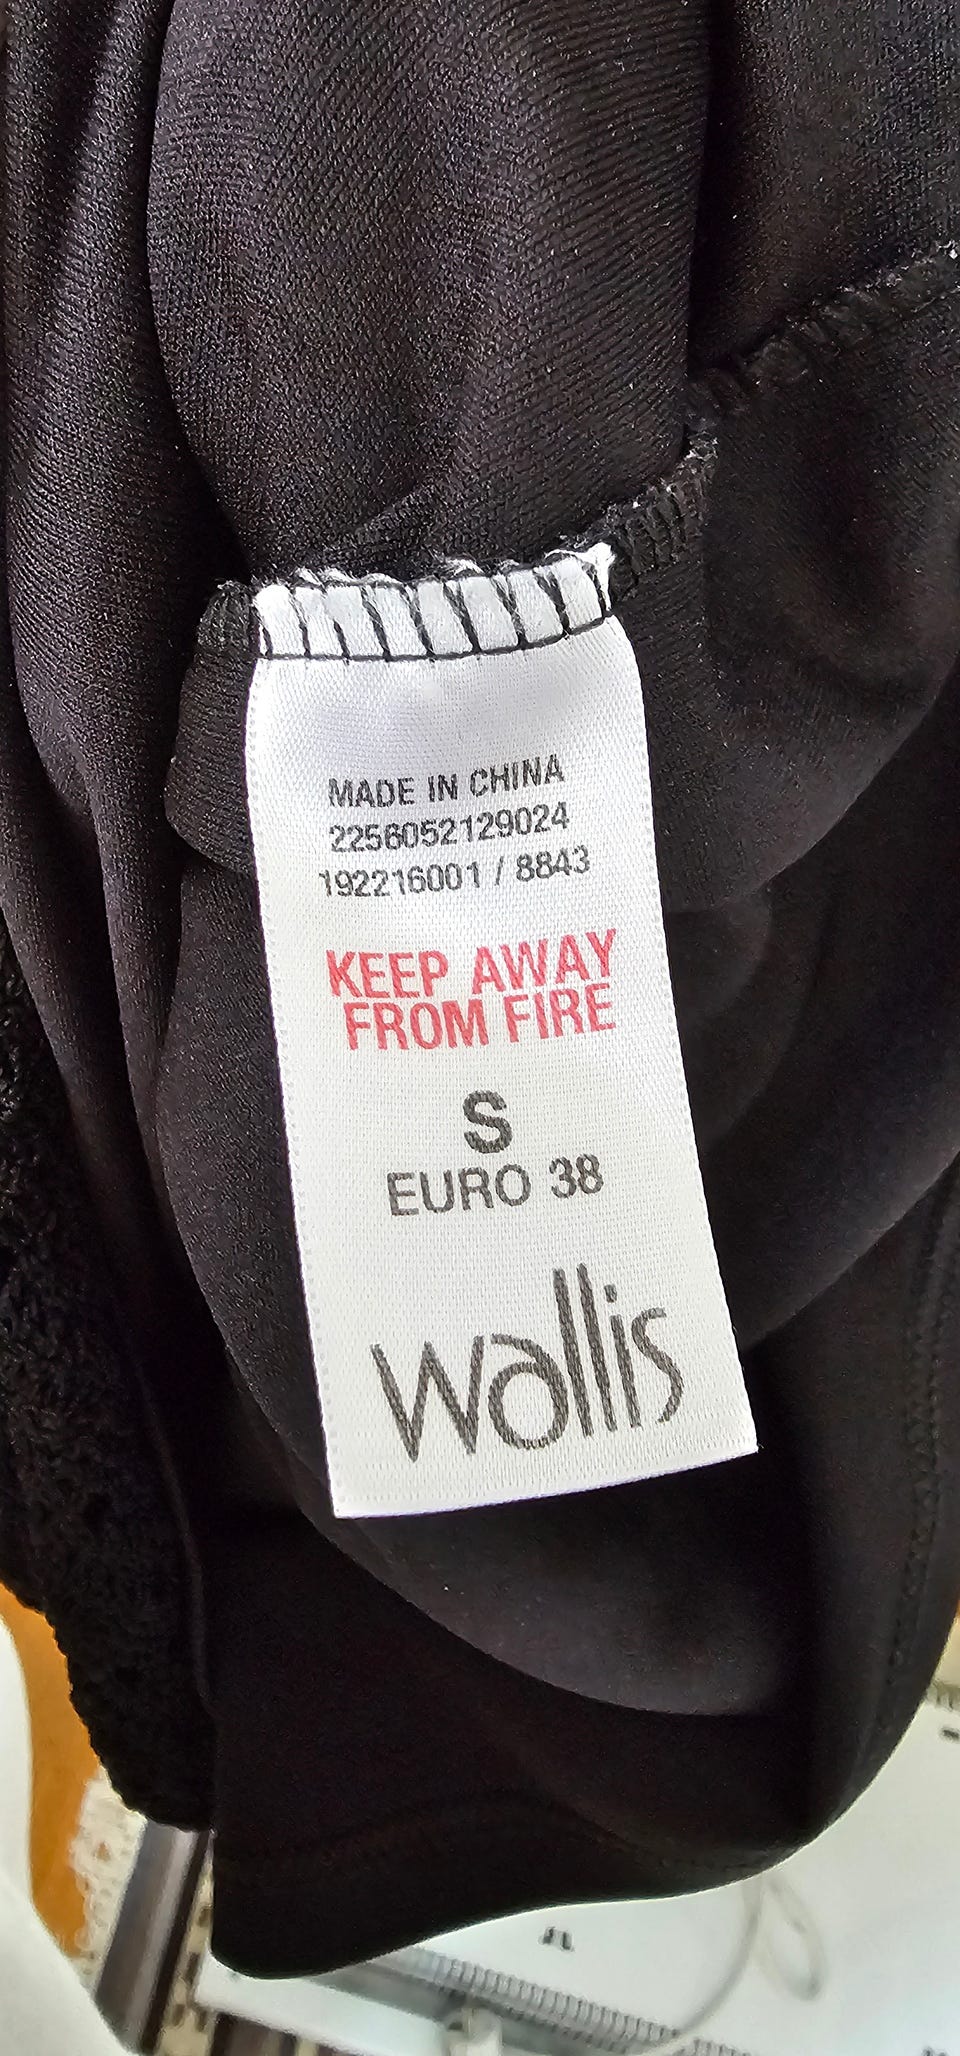 MADE IN CHINA
2256052129024
192216001 / 8843
KEEP AWAY
FROM FIRE
S
EURO 38
wallis